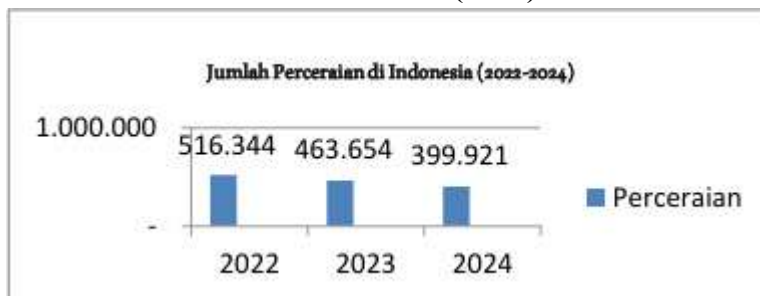 Jumlah Perceraian di Indonesia (2022-2024)
1.000.000
516.344 463.654 399.921
Perceraian
-
2022 2023 2024